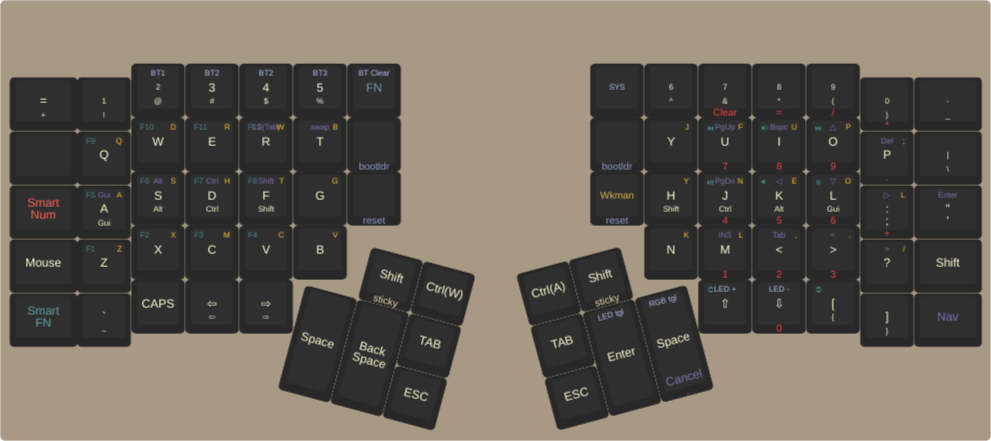 BT1 BT2 BT2 BT3 BT Clear
= 1 2 3 4 5 FN
+ ! @ # $ %
F9 Q F10 D F11 E W swap B
Q W E R T
bootldr
Smart
Num
F5 Gui A F6 Alt S F7 Ctrl H F8 Shift T G
A S D F G
Gui Alt Ctrl Shift
reset
Mouse
F1 Z F2 X F3 M F4 C V
Z X C V B
Smart
FN
` CAPS ⇦ ⇨
⇦ ⇨
Shift
sticky
Ctrl(W)
Space
Back
Space
TAB
ESC
SYS 6 7 8 9 0 -
^ & * ( ) _
Clear = / *
bootldr
J PgUp F Bspc U △ P Del ;
Y U I O P |
\
7 8 9 -
Wkman
reset
Y PgDn N ◁ E ▽ O ▷ L Enter
H J K L : "
Shift Ctrl Alt Gui ; '
4 5 6 +
K INS L Tab , < . > /
N M < > ? Shift
1 2 3
LED + LED -
⇧ ⇩ [ ] Nav
{ }
0
Ctrl(A)
Shift
sticky
TAB
LED tgl
Enter
RGB tgl
Space
Cancel
ESC